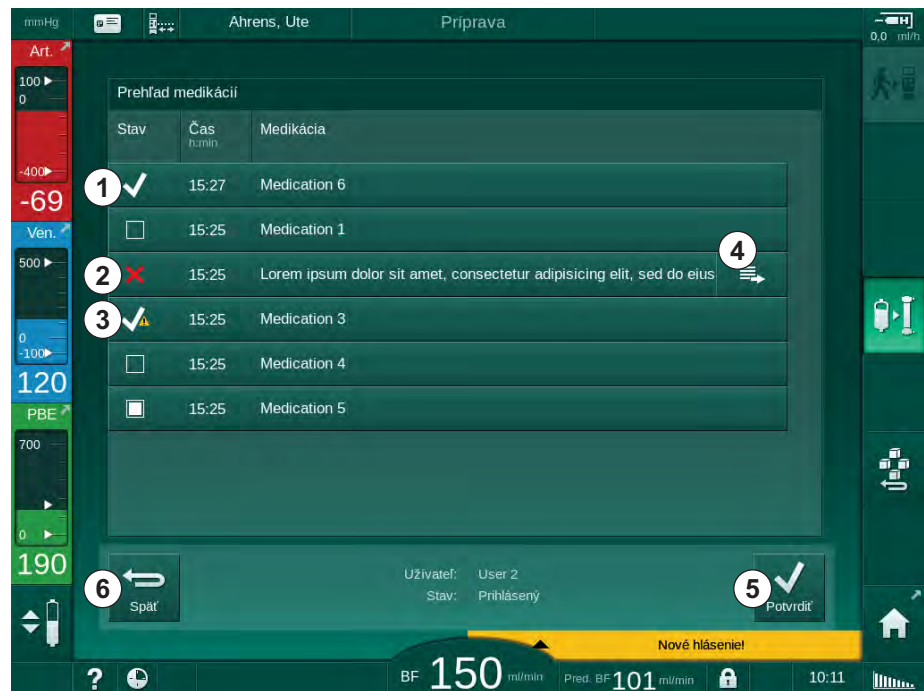 mmHg Ahrens, Ute Príprava 0,0 ml/h
Art.
100
0
-400
-69
Ven.
500
0
-100
120
PBE
700
0
190
Prehľad medikácií
Stav Čas Medikácia
h:min
1 15:27 Medication 6
15:25 Medication 1
4
2 15:25 Lorem ipsum dolor sit amet, consectetur adipisicing elit, sed do eius
3 15:25 Medication 3
15:25 Medication 4
15:25 Medication 5
6 Späť
Užívateľ: User 2
Stav: Prihlásený
5 Potvrdiť
Nové hlásenie!
? BF 150 ml/min Pred. BF 101 ml/min 10:11